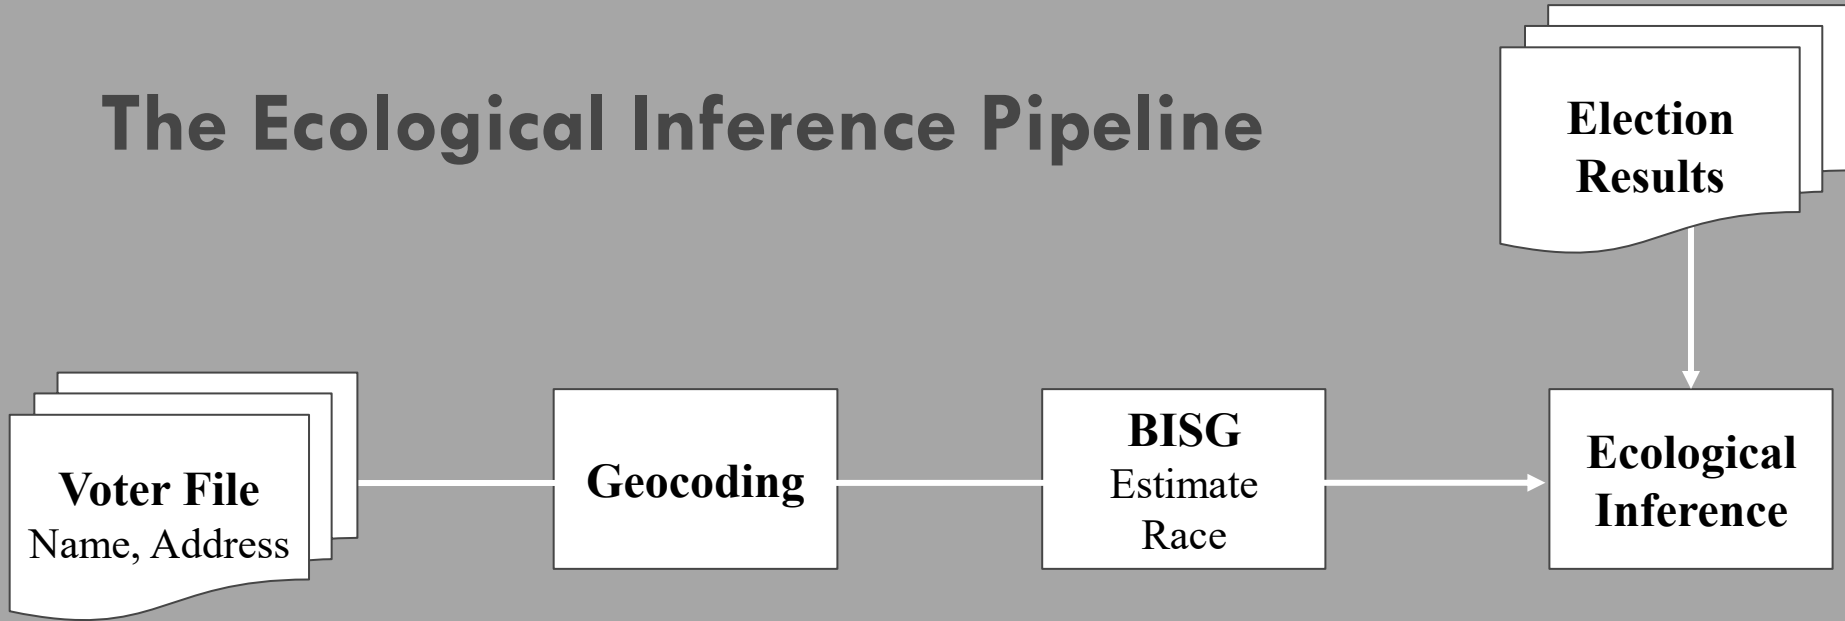 The Ecological Inference Pipeline
Election
Results
Voter File
Name, Address
Geocoding
BISG
Estimate
Race
Ecological
Inference